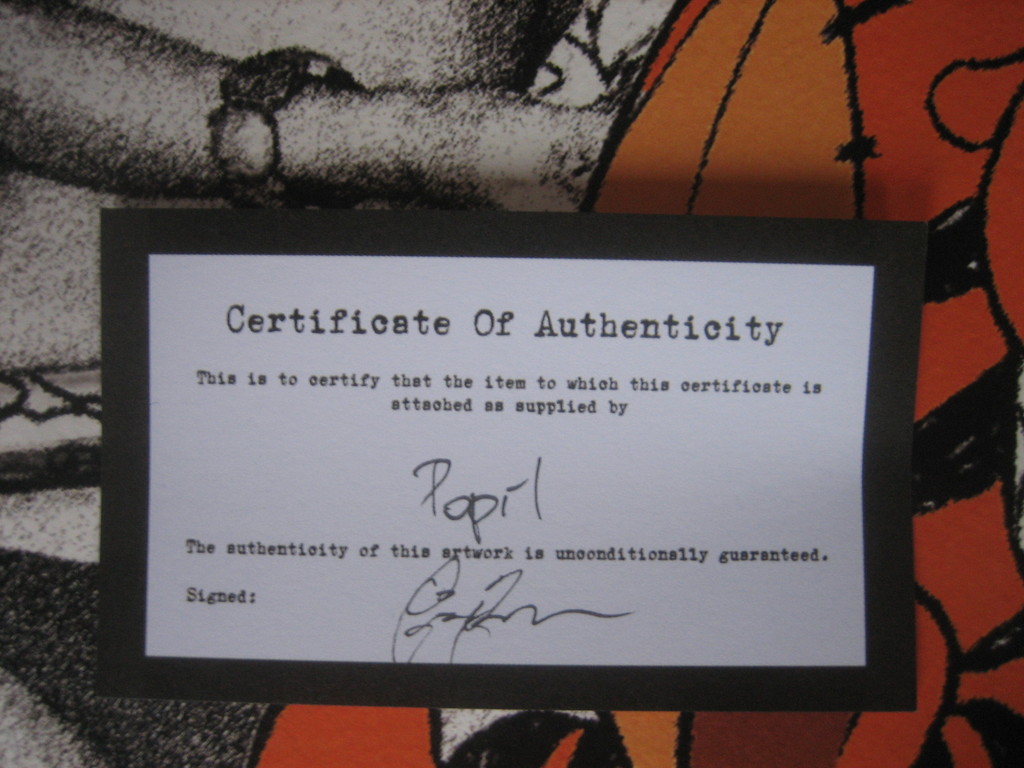 Certificate Of Authenticity
This is to certify that the item to which this certificate is
attached as supplied by
Popil
The authenticity of this artwork is unconditionally guaranteed.
Signed: